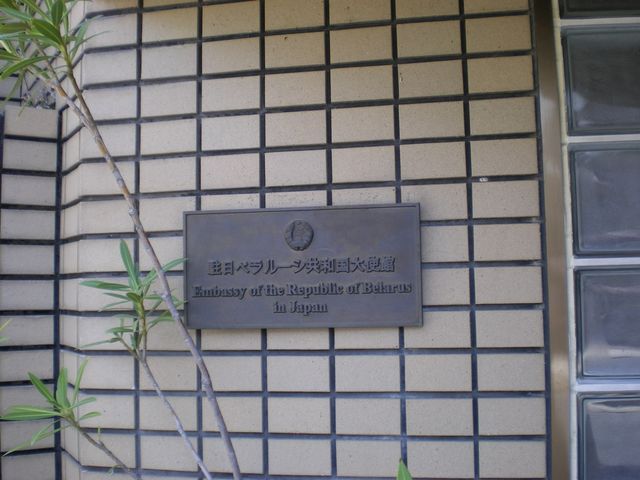 駐日ベラルーシ共和国大使館
Embassy of the Republic of Belarus
in Japan